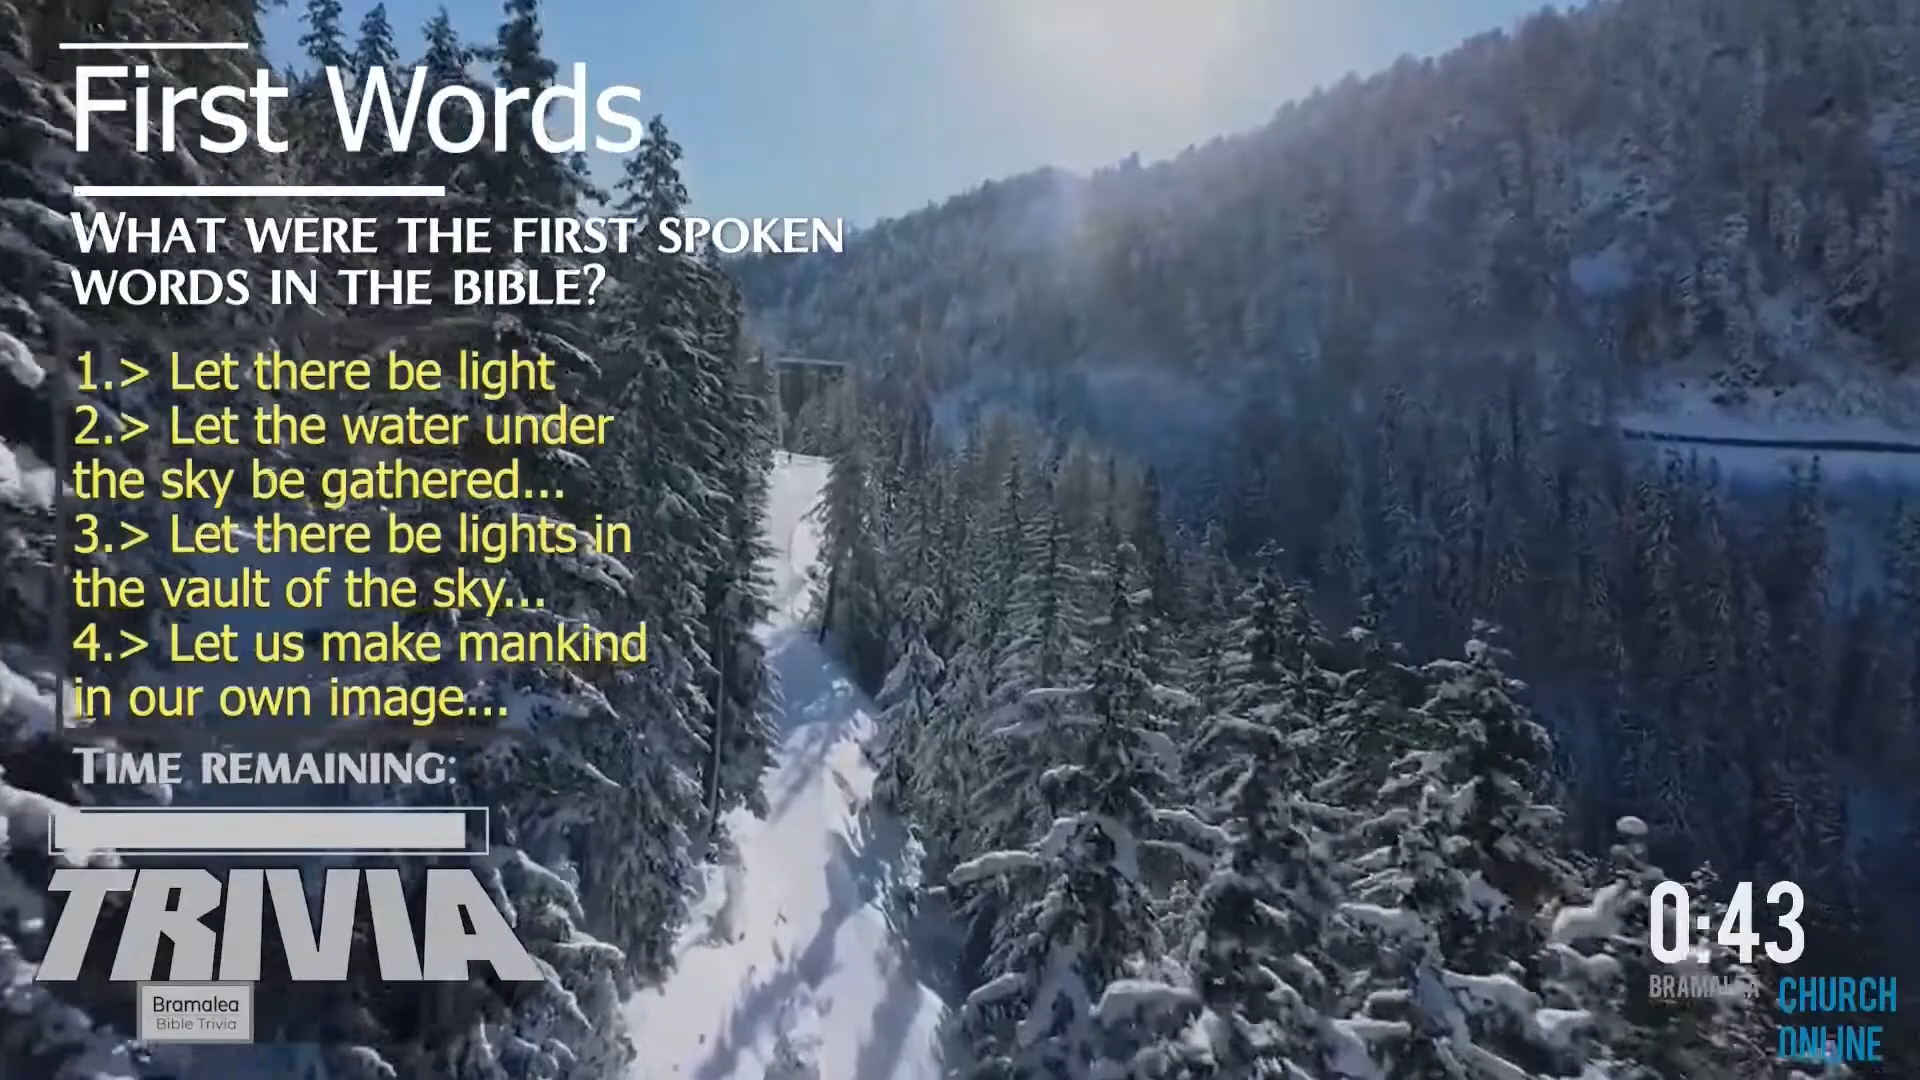 First Words
WHAT WERE THE FIRST SPOKEN
WORDS IN THE BIBLE?
1.> Let there be light
2.> Let the water under
the sky be gathered...
3.> Let there be lights in
the vault of the sky...
4.> Let us make mankind
in our own image...
TIME REMAINING:
TRIVIA
Bramalea
Bible Trivia
0:43
BRAMALEA
CHURCH
ONLINE